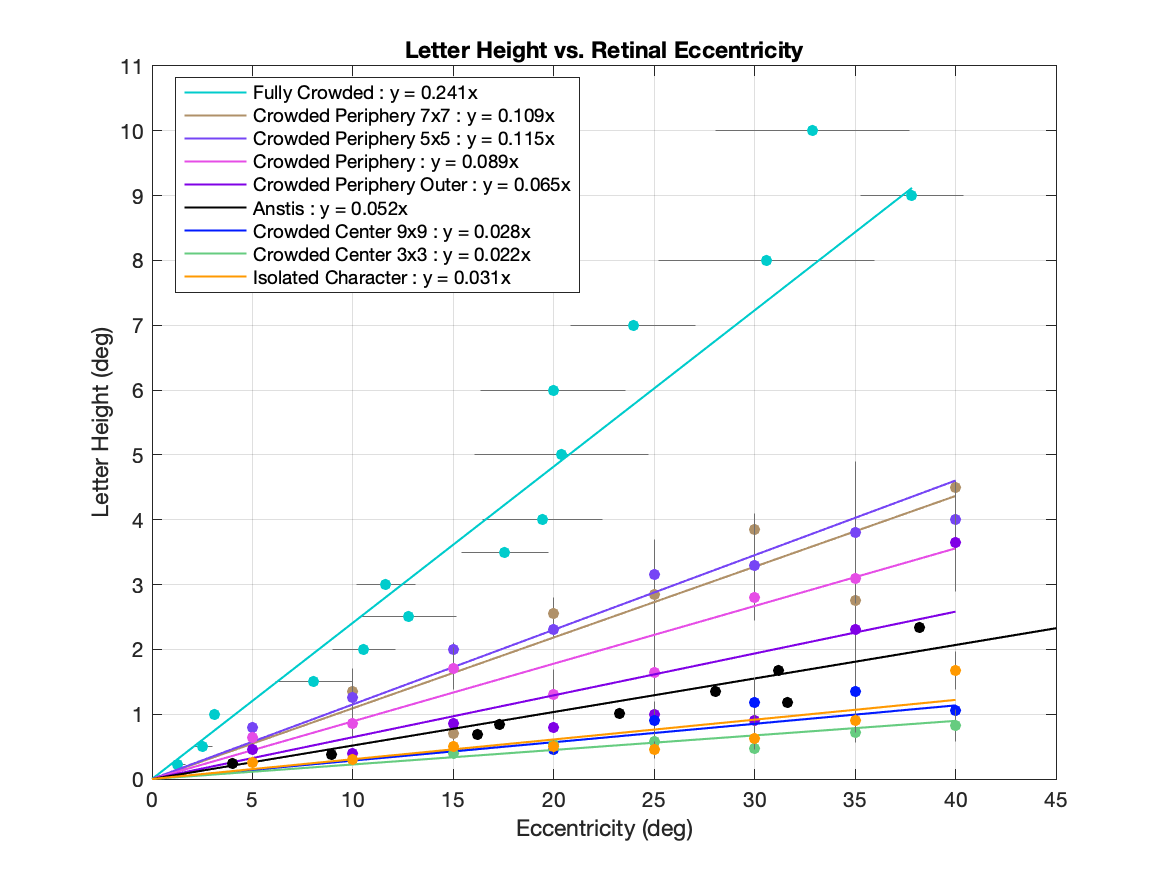 Letter Height vs. Retinal Eccentricity
11
10
9
8
7
6
5
4
3
2
1
0
Letter Height (deg)
Fully Crowded : y = 0.241x
Crowded Periphery 7x7 : y = 0.109x
Crowded Periphery 5x5 : y = 0.115x
Crowded Periphery : y = 0.089x
Crowded Periphery Outer : y = 0.065x
Anstis : y = 0.052x
Crowded Center 9x9 : y = 0.028x
Crowded Center 3x3 : y = 0.022x
Isolated Character : y = 0.031x
0 5 10 15 20 25 30 35 40 45
Eccentricity (deg)